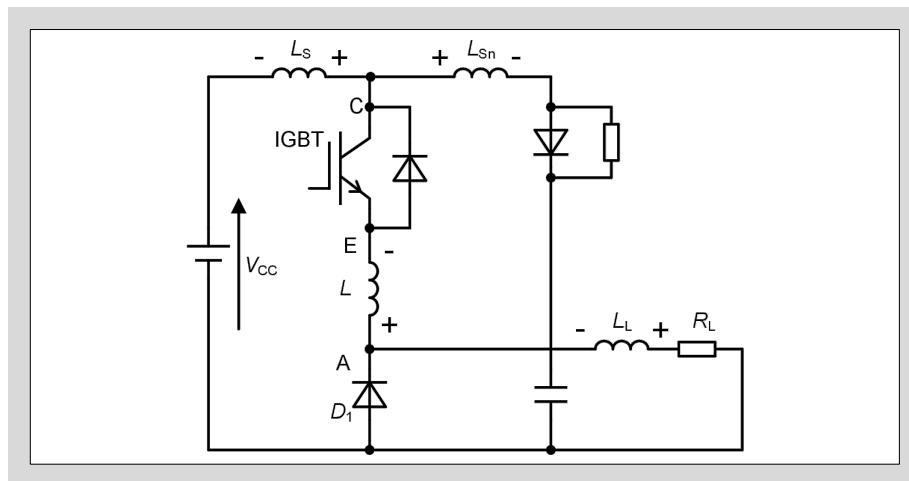 - LS + + LSn -
C
IGBT
E -
VCC
L
+
- LL + RL
A
D1